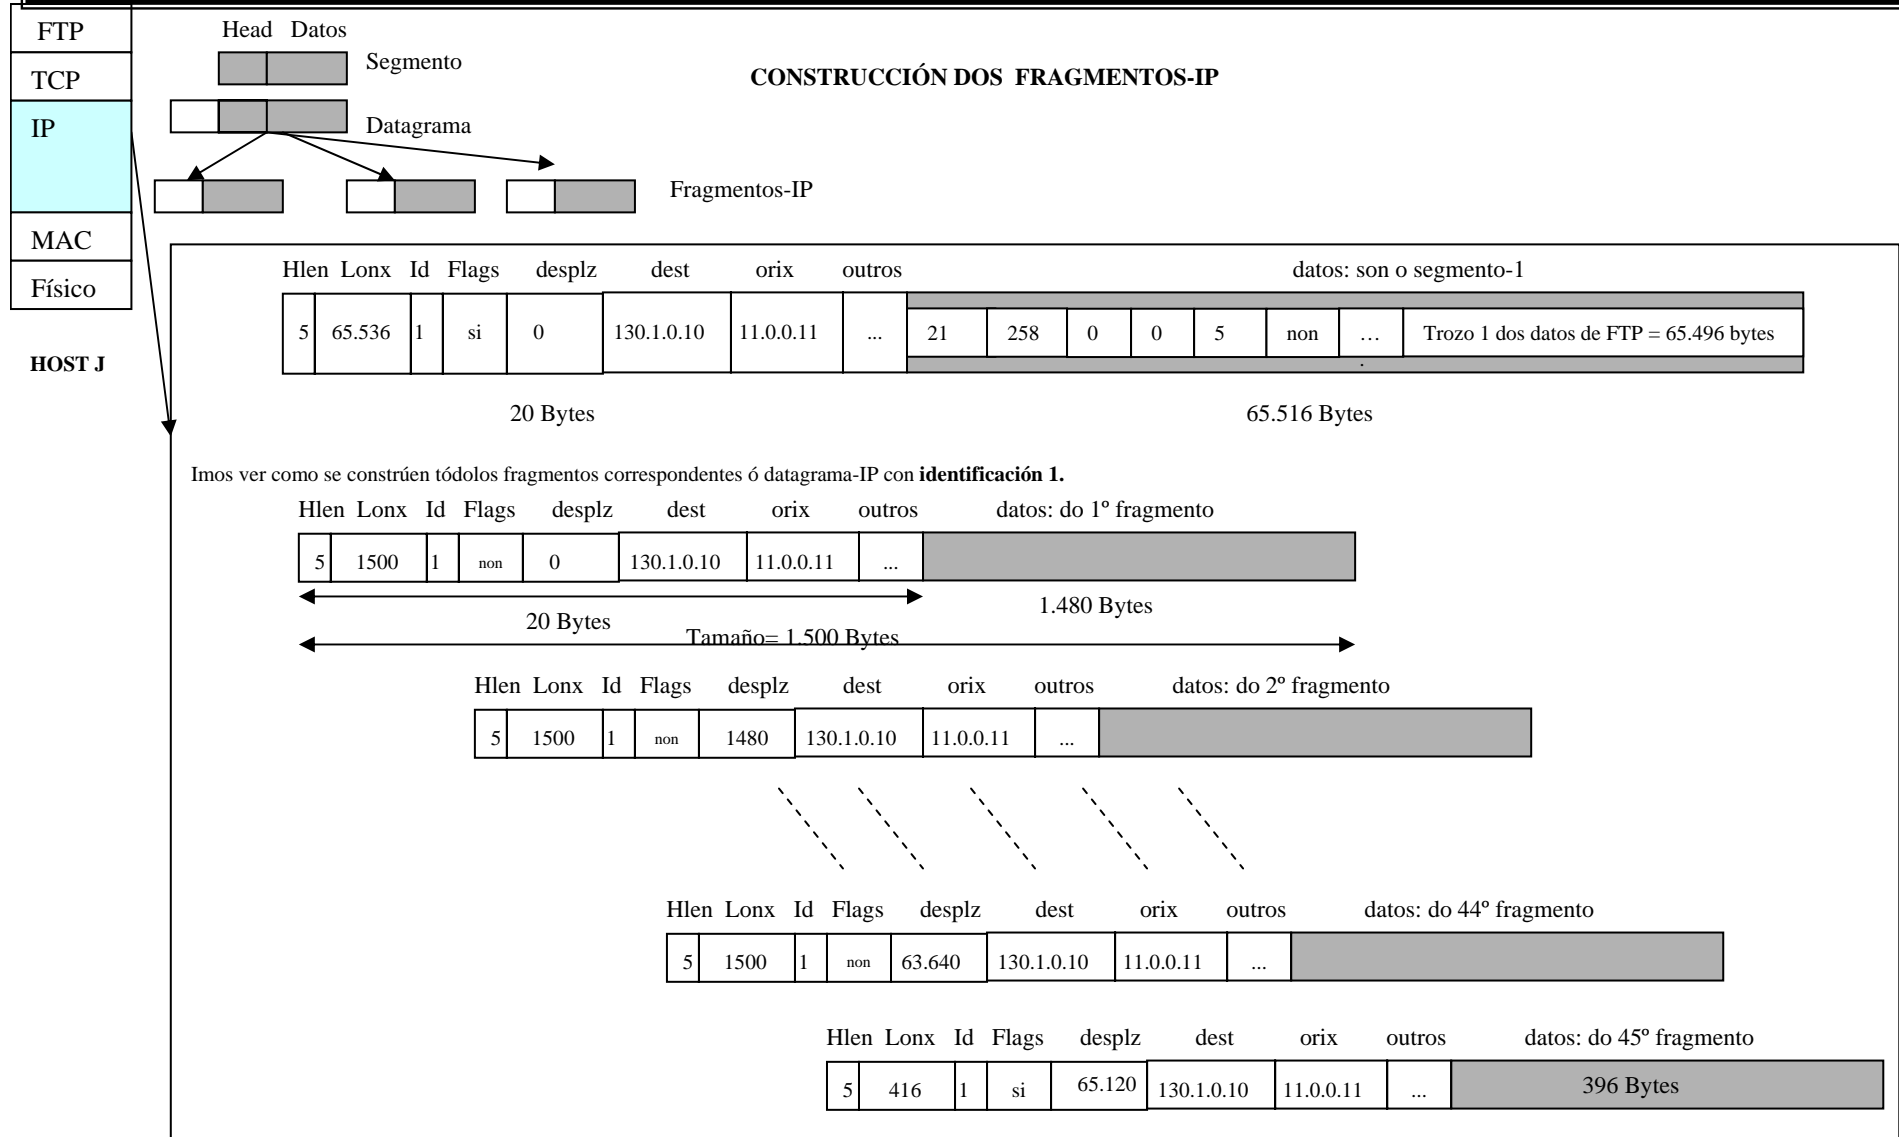 FTP
TCP
IP
MAC
Físico
HOST J
Head Datos
Segmento
Datagrama
Fragmentos-IP
CONSTRUCCIÓN DOS FRAGMENTOS-IP
Hlen Lonx Id Flags desplz dest orix outros datos: son o segmento-1
5 65.536 1 si 0 130.1.0.10 11.0.0.11 ... 21 258 0 0 5 non … Trozo 1 dos datos de FTP = 65.496 bytes
.
20 Bytes 65.516 Bytes
Imos ver como se constrúen tódolos fragmentos correspondentes ó datagrama-IP con identificación 1.
Hlen Lonx Id Flags desplz dest orix outros datos: do 1º fragmento
5 1500 1 non 0 130.1.0.10 11.0.0.11 ...
20 Bytes 1.480 Bytes
Tamaño= 1.500 Bytes
Hlen Lonx Id Flags desplz dest orix outros datos: do 2º fragmento
5 1500 1 non 1480 130.1.0.10 11.0.0.11 ...
Hlen Lonx Id Flags desplz dest orix outros datos: do 44º fragmento
5 1500 1 non 63.640 130.1.0.10 11.0.0.11 ...
Hlen Lonx Id Flags desplz dest orix outros datos: do 45º fragmento
5 416 1 si 65.120 130.1.0.10 11.0.0.11 ... 396 Bytes